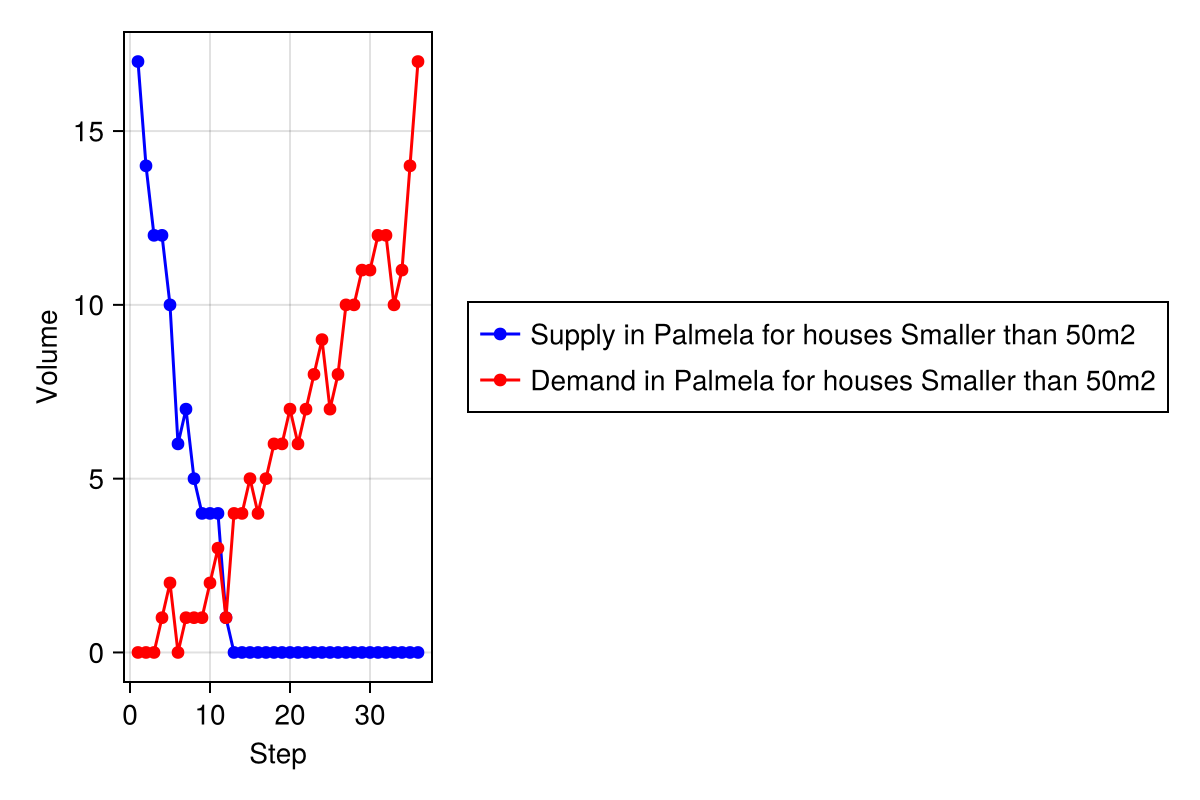 15
10
5
0
Volume
0 10 20 30
Step
Supply in Palmela for houses Smaller than 50m2
Demand in Palmela for houses Smaller than 50m2